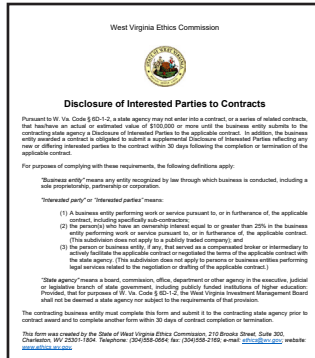 West Virginia Ethics Commission
Disclosure of Interested Parties to Contracts
Pursuant to W. Va. Code § 6D-1-2, a state agency may not enter into a contract, or a series of related contracts,
that has/have an actual or estimated value of $100,000 or more until the business entity submits to the
contracting state agency a Disclosure of Interested Parties to the applicable contract. In addition, the business
entity awarded a contract is obligated to submit a supplemental Disclosure of Interested Parties reflecting any
new or differing interested parties to the contract within 30 days following the completion or termination of the
applicable contract.
For purposes of complying with these requirements, the following definitions apply:
"Business entity" means any entity recognized by law through which business is conducted, including a
sole proprietorship, partnership or corporation.
"Interested party" or "Interested parties" means:
(1) A business entity performing work or service pursuant to, or in furtherance of, the applicable
contract, including specifically sub-contractors;
(2) the person(s) who have an ownership interest equal to or greater than 25% in the business
entity performing work or service pursuant to, or in furtherance of, the applicable contract.
(This subdivision does not apply to a publicly traded company); and
(3) the person or business entity, if any, that served as a compensated broker or intermediary to
actively facilitate the applicable contract or negotiated the terms of the applicable contract with
the state agency. (This subdivision does not apply to persons or business entities performing
legal services related to the negotiation or drafting of the applicable contract.)
"State agency" means a board, commission, office, department or other agency in the executive, judicial
or legislative branch of state government, including publicly funded institutions of higher education:
Provided, that for purposes of W. Va. Code § 6D-1-2, the West Virginia Investment Management Board
shall not be deemed a state agency nor subject to the requirements of that provision.
The contracting business entity must complete this form and submit it to the contracting state agency prior to
contract award and to complete another form within 30 days of contract completion or termination.
This form was created by the State of West Virginia Ethics Commission, 210 Brooks Street, Suite 300,
Charleston, WV 25301-1804. Telephone: (304)558-0664; fax: (304)558-2169; e-mail: ethics@wv.gov; website:
www.ethics.wv.gov.